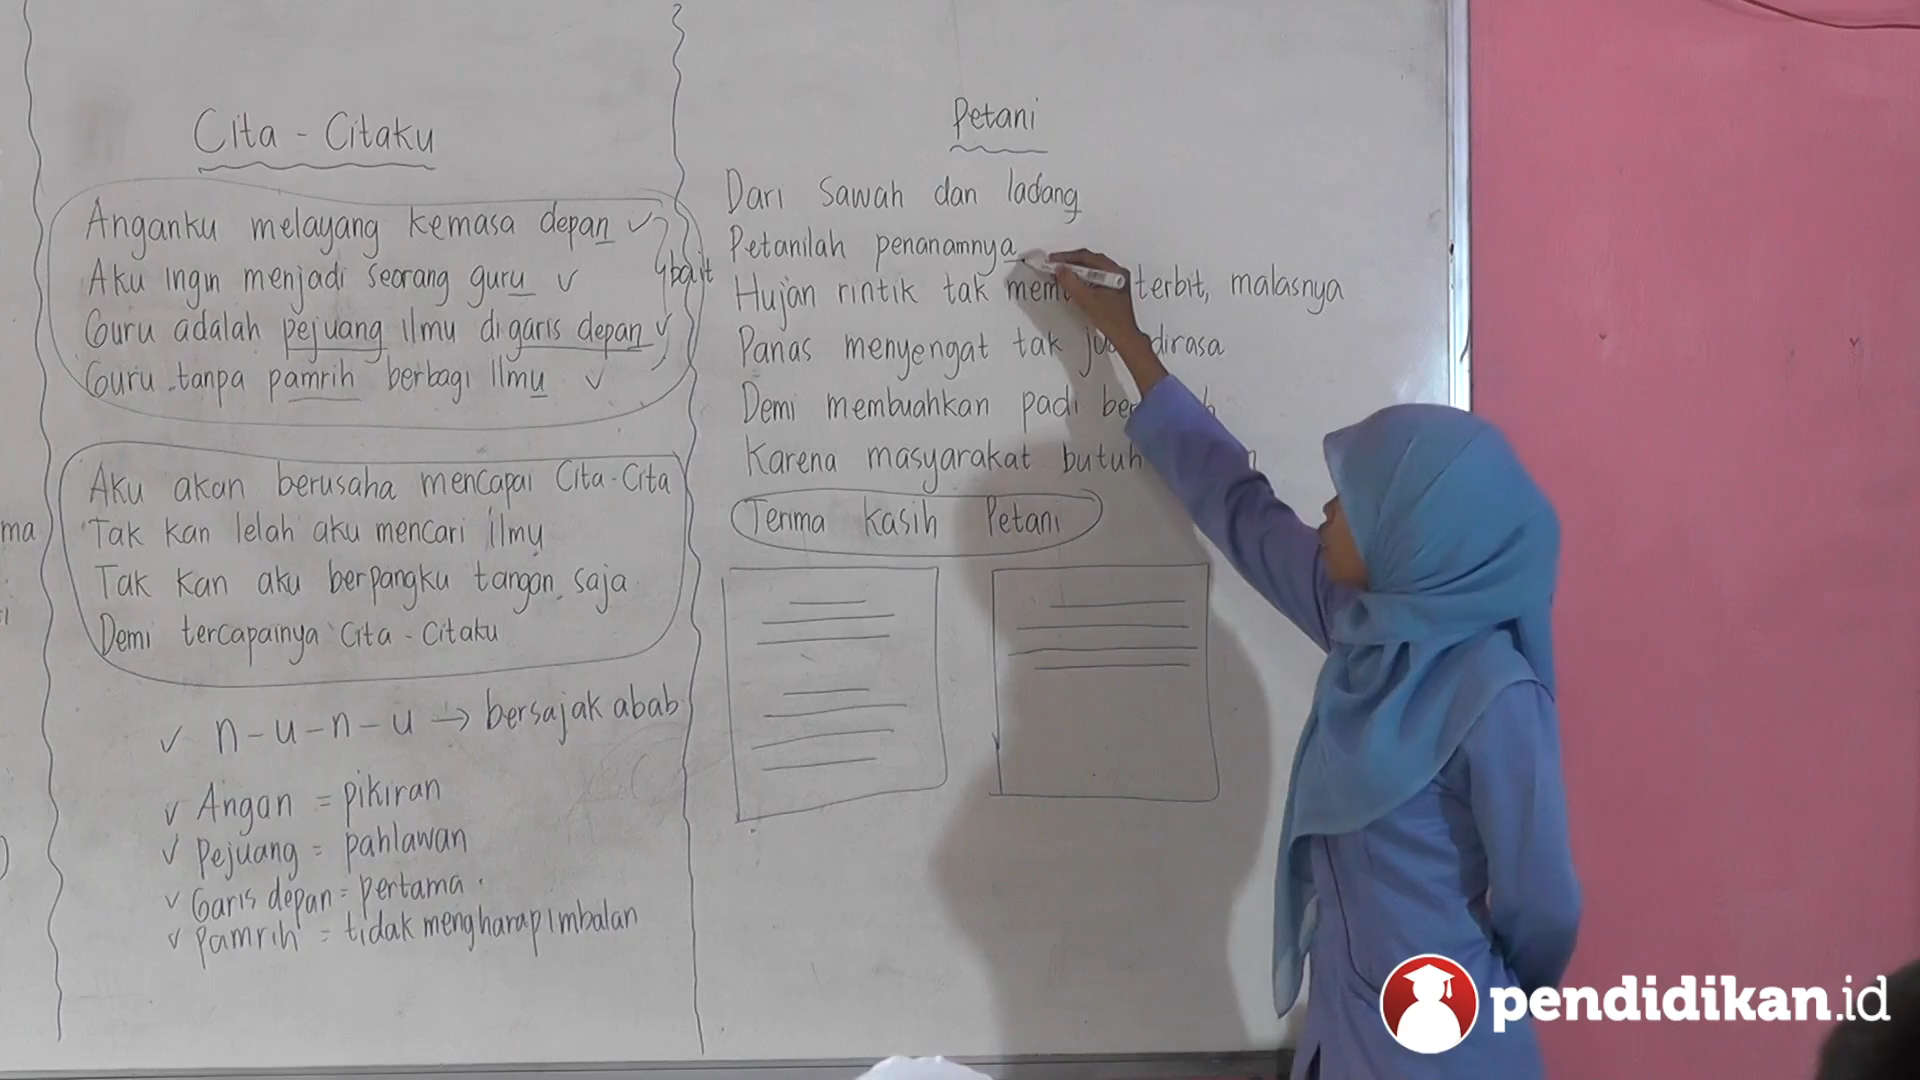 Cita - Citaku
Anganku melayang kemasa depan
Aku ingin menjadi seorang guru
bait
Guru adalah pejuang ilmu digaris depan
Guru tanpa pamrih berbagi ilmu
Aku akan berusaha mencapai Cita-Cita
Tak kan lelah aku mencari ilmu
Tak kan aku berpangku tangan saja
Demi tercapainya Cita-Citaku
n-u-n-u → bersajak abab
Angan = pikiran
Pejuang = pahlawan
Garis depan = pertama
Pamrih = tidak mengharap imbalan
ma
Petani
Dari Sawah dan ladang
Petanilah penanamnya
Hujan rintik tak terbit, malasnya
Panas menyengat tak dirasa
Demi membuahkan padi
Karena masyarakat butuh
Terima Kasih Petani
pendidikan.id